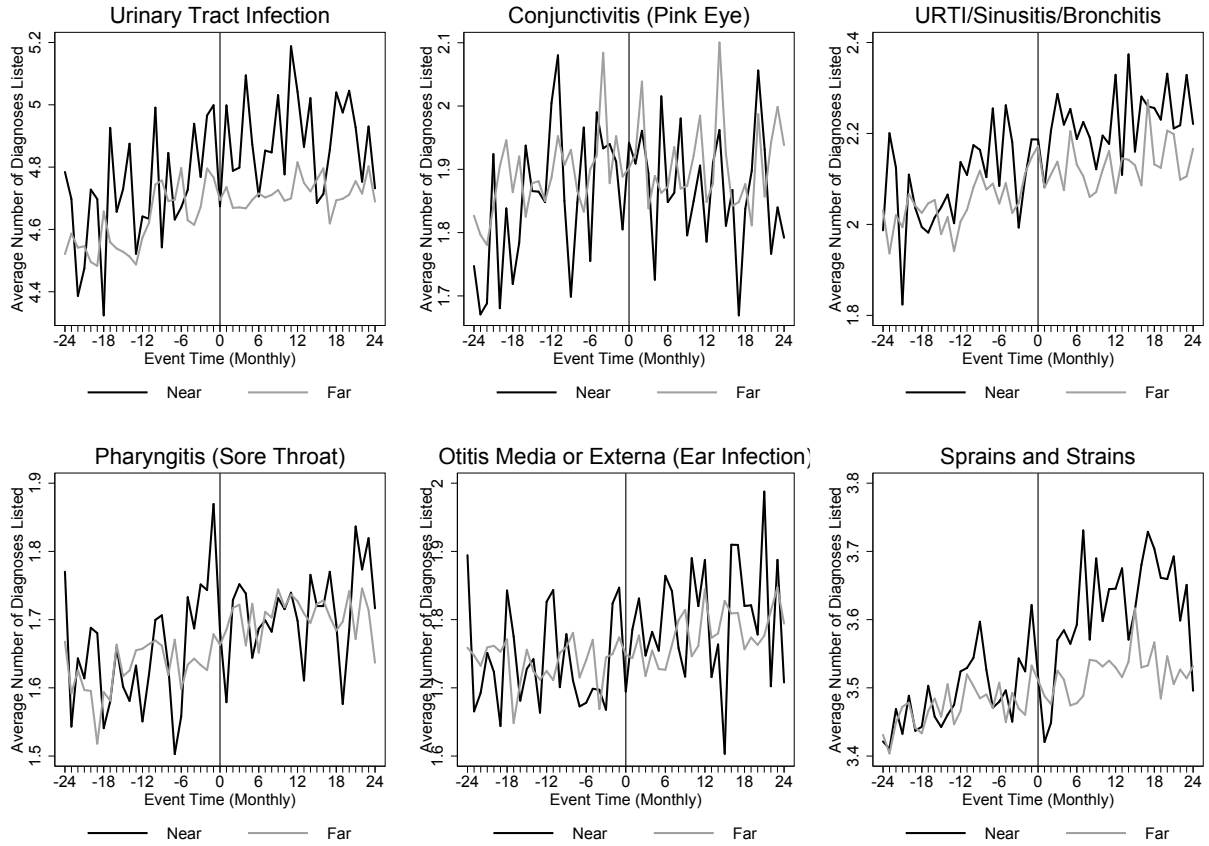 Urinary Tract Infection
Average Number of Diagnoses Listed
5.2
5
4.8
4.6
4.4
-24 -18 -12 -6 0 6 12 18 24
Event Time (Monthly)
Near Far
Conjunctivitis (Pink Eye)
Average Number of Diagnoses Listed
2.1
2
1.9
1.8
1.7
-24 -18 -12 -6 0 6 12 18 24
Event Time (Monthly)
Near Far
URTI/Sinusitis/Bronchitis
Average Number of Diagnoses Listed
2.4
2.2
2
1.8
-24 -18 -12 -6 0 6 12 18 24
Event Time (Monthly)
Near Far
Pharyngitis (Sore Throat)
Average Number of Diagnoses Listed
1.9
1.8
1.7
1.6
1.5
-24 -18 -12 -6 0 6 12 18 24
Event Time (Monthly)
Near Far
Otitis Media or Externa (Ear Infection)
Average Number of Diagnoses Listed
2
1.9
1.8
1.7
1.6
-24 -18 -12 -6 0 6 12 18 24
Event Time (Monthly)
Near Far
Sprains and Strains
Average Number of Diagnoses Listed
3.8
3.7
3.6
3.5
3.4
-24 -18 -12 -6 0 6 12 18 24
Event Time (Monthly)
Near Far